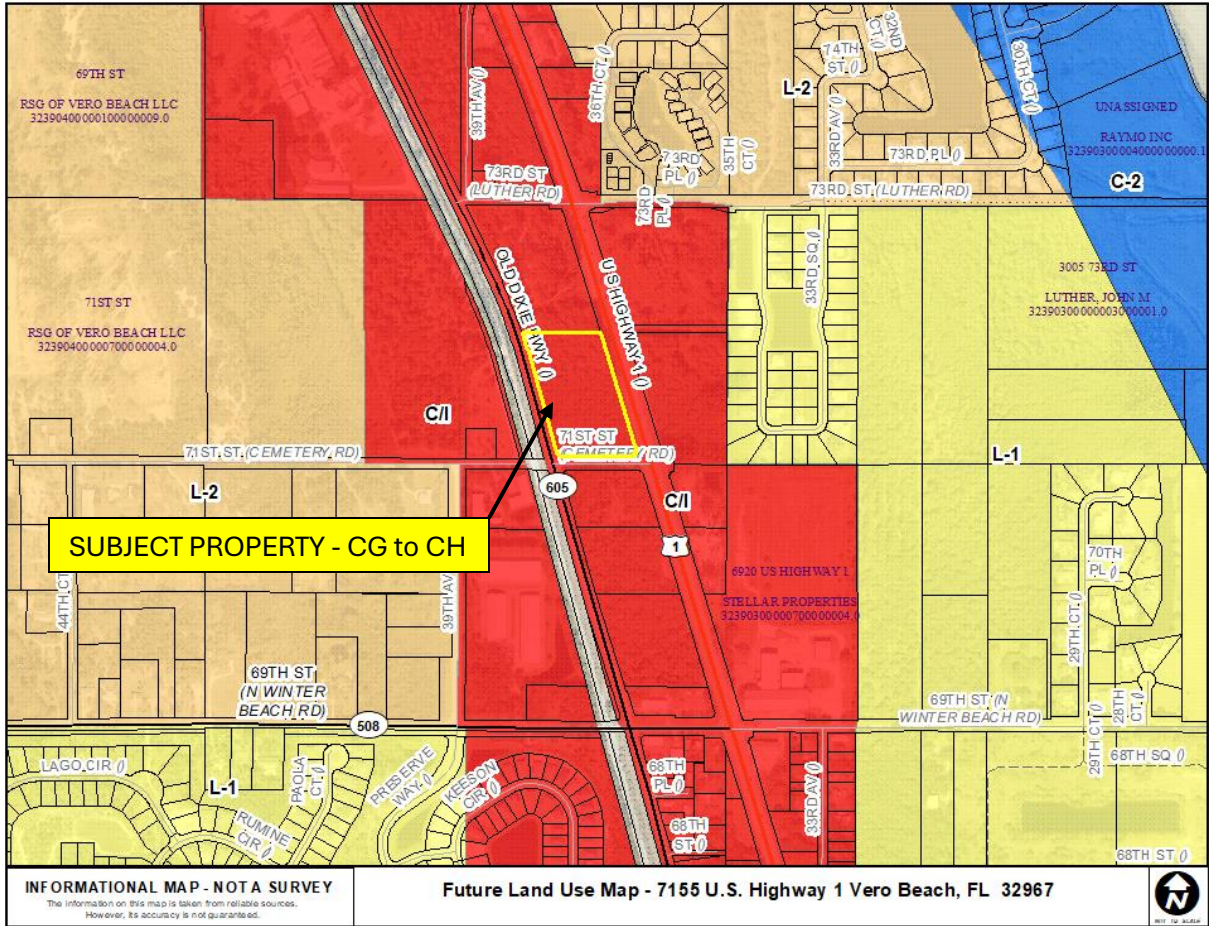 69TH ST
RSG OF VERO BEACH LLC
32390400000100000009.0
39TH AV ()
36TH CT ()
32ND
CT ()
74TH
ST ()
L-2
30TH CT ()
UNASSIGNED
RAYMO INC
32390300004000000000.1
C-2
73RD ST
(LUTHER RD)
73RD
PL ()
35TH
CT ()
33RD AV ()
73RD PL ()
73RD
PL ()
73RD ST (LUTHER RD)
OLD DIXIE HWY ()
U S HIGHWAY 1 ()
33RD SQ ()
3005 73RD ST
LUTHER, JOHN M
32390300000003000001.0
71ST ST
RSG OF VERO BEACH LLC
32390400000700000004.0
C/I
71ST ST
(CEMETERY RD)
71ST ST (CEMETERY RD)
L-1
L-2
605
C/I
1
SUBJECT PROPERTY - CG to CH
6920 US HIGHWAY 1
STELLAR PROPERTIES
32390300000700000004.0
70TH
PL ()
44TH CT
39TH AV
29TH CT ()
69TH ST
(N WINTER
BEACH RD)
508
69TH ST (N
WINTER BEACH RD)
28TH
CT ()
29TH CT ()
68TH SQ ()
LAGO CIR ()
L-1
PAOLA
CT ()
PRESERVE
WAY ()
KEESON
CIR ()
RUMINE
CIR ()
68TH
PL ()
68TH
ST ()
33RD AV ()
68TH ST ()
INFORMATIONAL MAP - NOT A SURVEY
The information on this map is taken from reliable sources.
However, its accuracy is not guaranteed.
Future Land Use Map - 7155 U.S. Highway 1 Vero Beach, FL 32967
N
NOT TO SCALE